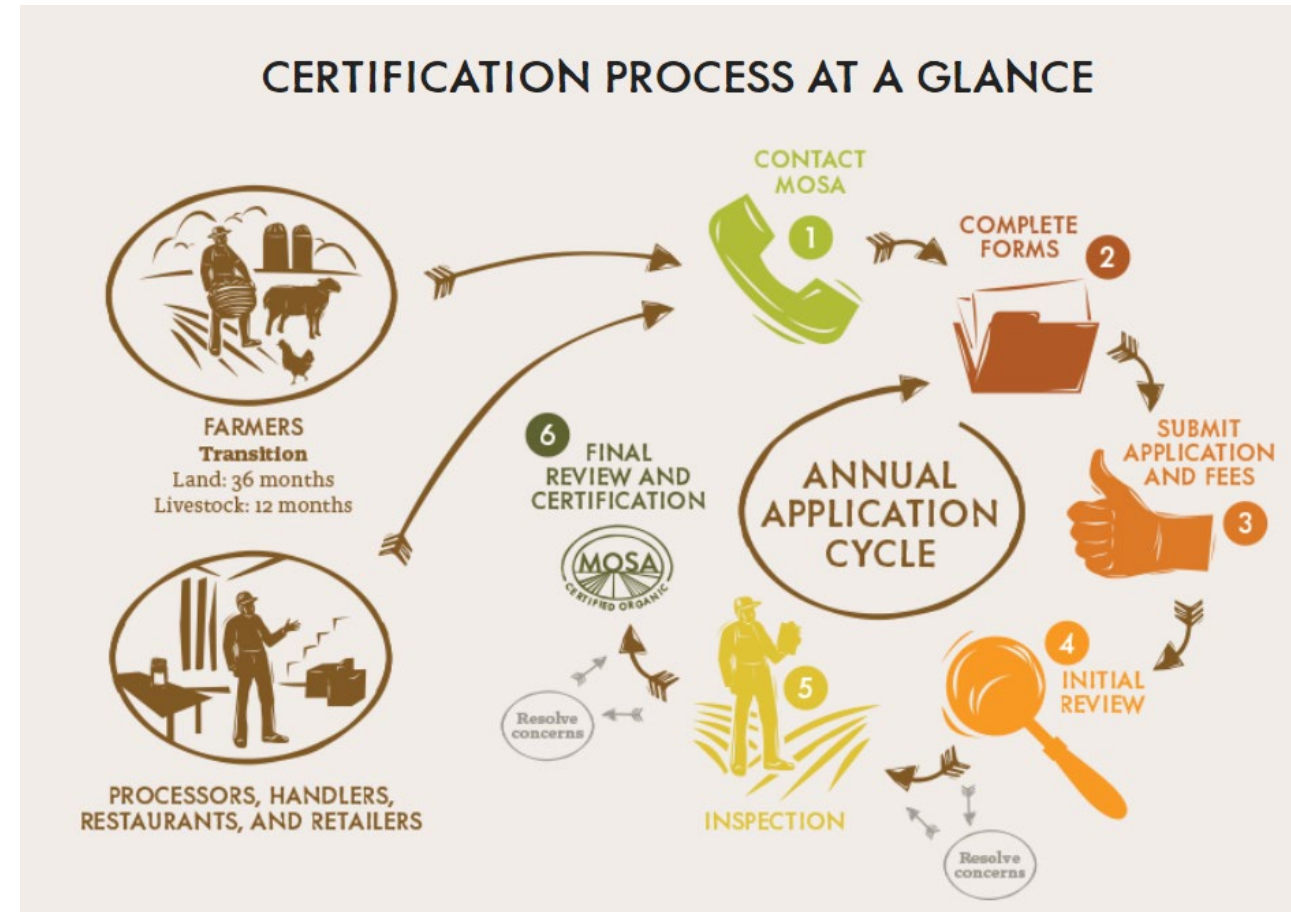 CERTIFICATION PROCESS AT A GLANCE
FARMERS
Transition
Land: 36 months
Livestock: 12 months
PROCESSORS, HANDLERS,
RESTAURANTS, AND RETAILERS
CONTACT
MOSA
1
COMPLETE
FORMS
2
SUBMIT
APPLICATION
AND FEES
3
4
INITIAL
REVIEW
Resolve
concerns
5
INSPECTION
Resolve
concerns
6
FINAL
REVIEW AND
CERTIFICATION
MOSA
CERTIFIED ORGANIC
ANNUAL
APPLICATION
CYCLE